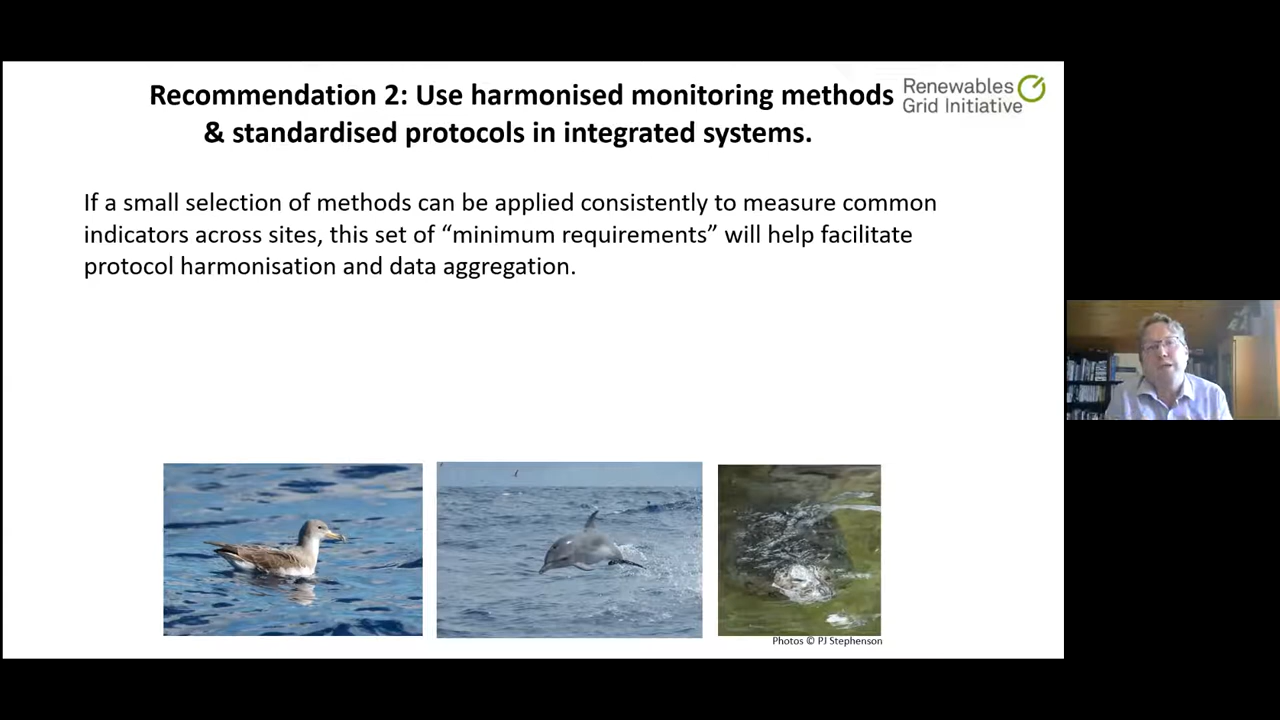 Recommendation 2: Use harmonised monitoring methods
& standardised protocols in integrated systems.
Renewables
Grid Initiative
If a small selection of methods can be applied consistently to measure common
indicators across sites, this set of “minimum requirements” will help facilitate
protocol harmonisation and data aggregation.
Photos © PJ Stephenson